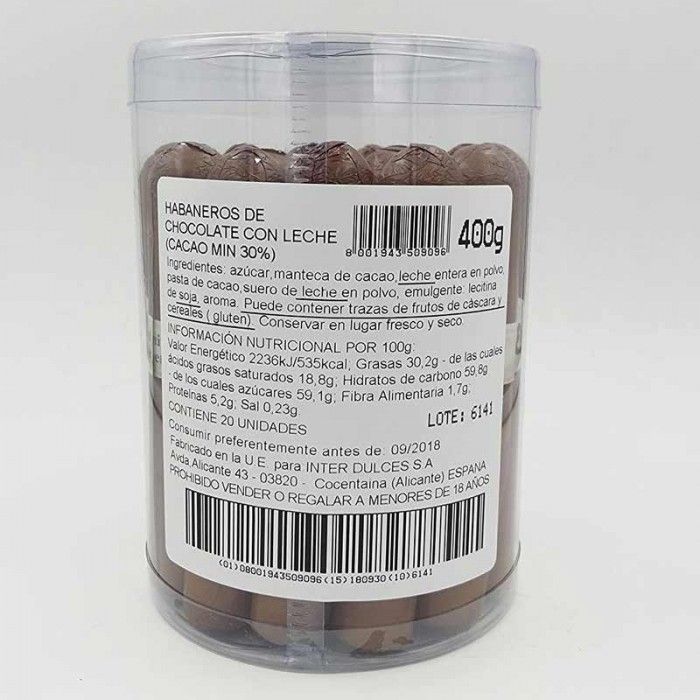 HABANEROS DE
CHOCOLATE CON LECHE
(CACAO MIN 30%)
8 001943 509096
400g
Ingredientes: azúcar,manteca de cacao,leche entera en polvo,
pasta de cacao,suero de leche en polvo, emulgente: lecitina
de soja, aroma. Puede contener trazas de frutos de cáscara y
cereales ( gluten). Conservar en lugar fresco y seco.
INFORMACIÓN NUTRICIONAL POR 100g:
Valor Energético 2236kJ/535kcal; Grasas 30,2g - de las cuales
ácidos grasos saturados 18,8g; Hidratos de carbono 59,8g
- de los cuales azúcares 59,1g; Fibra Alimentaria 1,7g;
Proteínas 5,2g; Sal 0,23g.
LOTE: 6141
CONTIENE 20 UNIDADES
Consumir preferentemente antes de: 09/2018
Fabricado en la U.E para INTER DULCES S.A
Avda.Alicante 43 - 03820 - Cocentaina (Alicante) ESPAÑA
PROHIBIDO VENDER O REGALAR A MENORES DE 18 AÑOS
(01)08001943509096(15)180930(10)6141